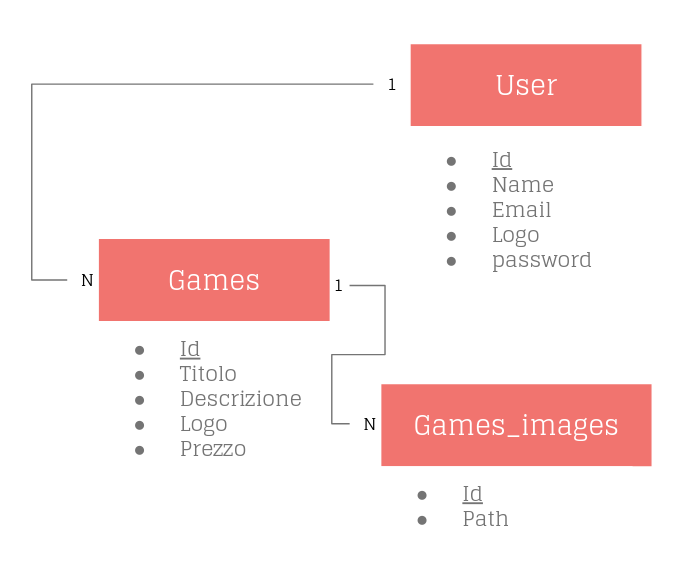 1
User
Id
Name
Email
Logo
password
N
Games
1
Id
Titolo
Descrizione
Logo
Prezzo
N
Games_images
Id
Path